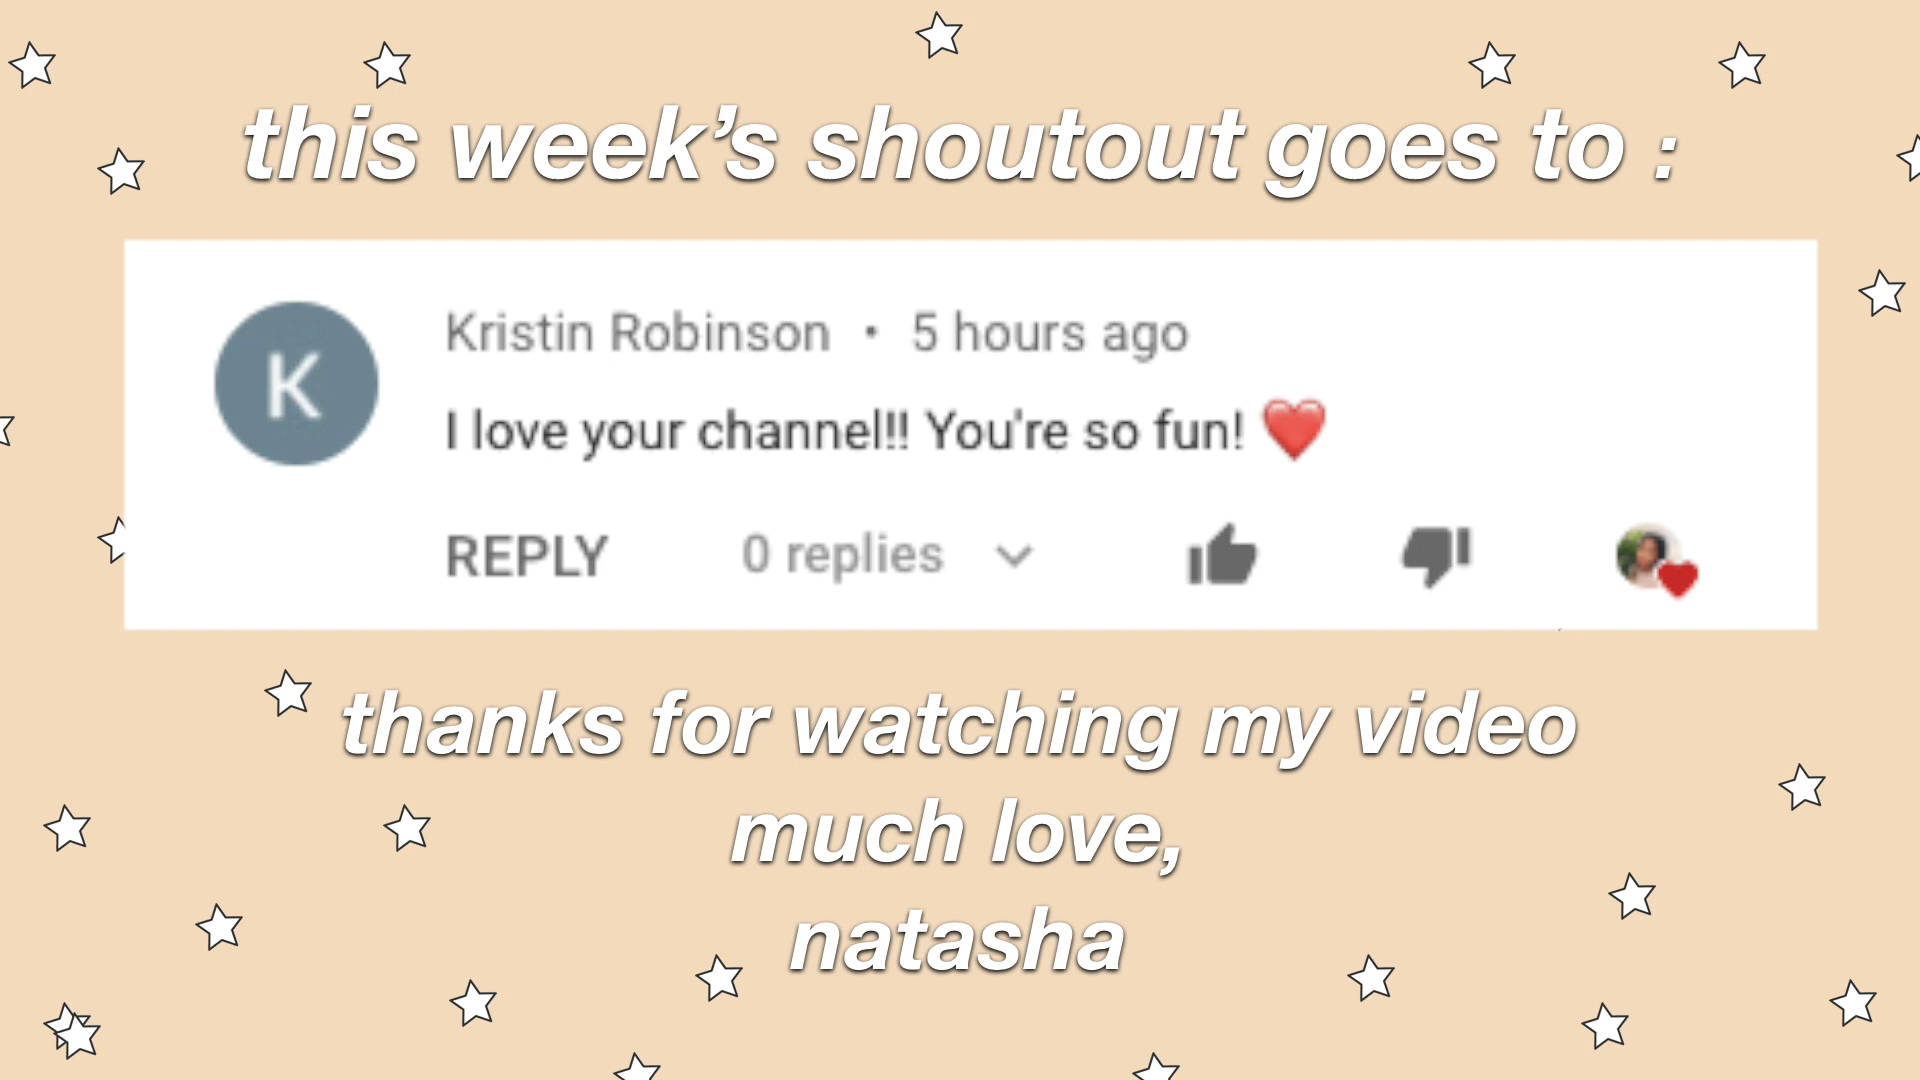 this week’s shoutout goes to :
K
Kristin Robinson • 5 hours ago
I love your channel!! You're so fun! ❤️
REPLY 0 replies
thanks for watching my video
much love,
natasha